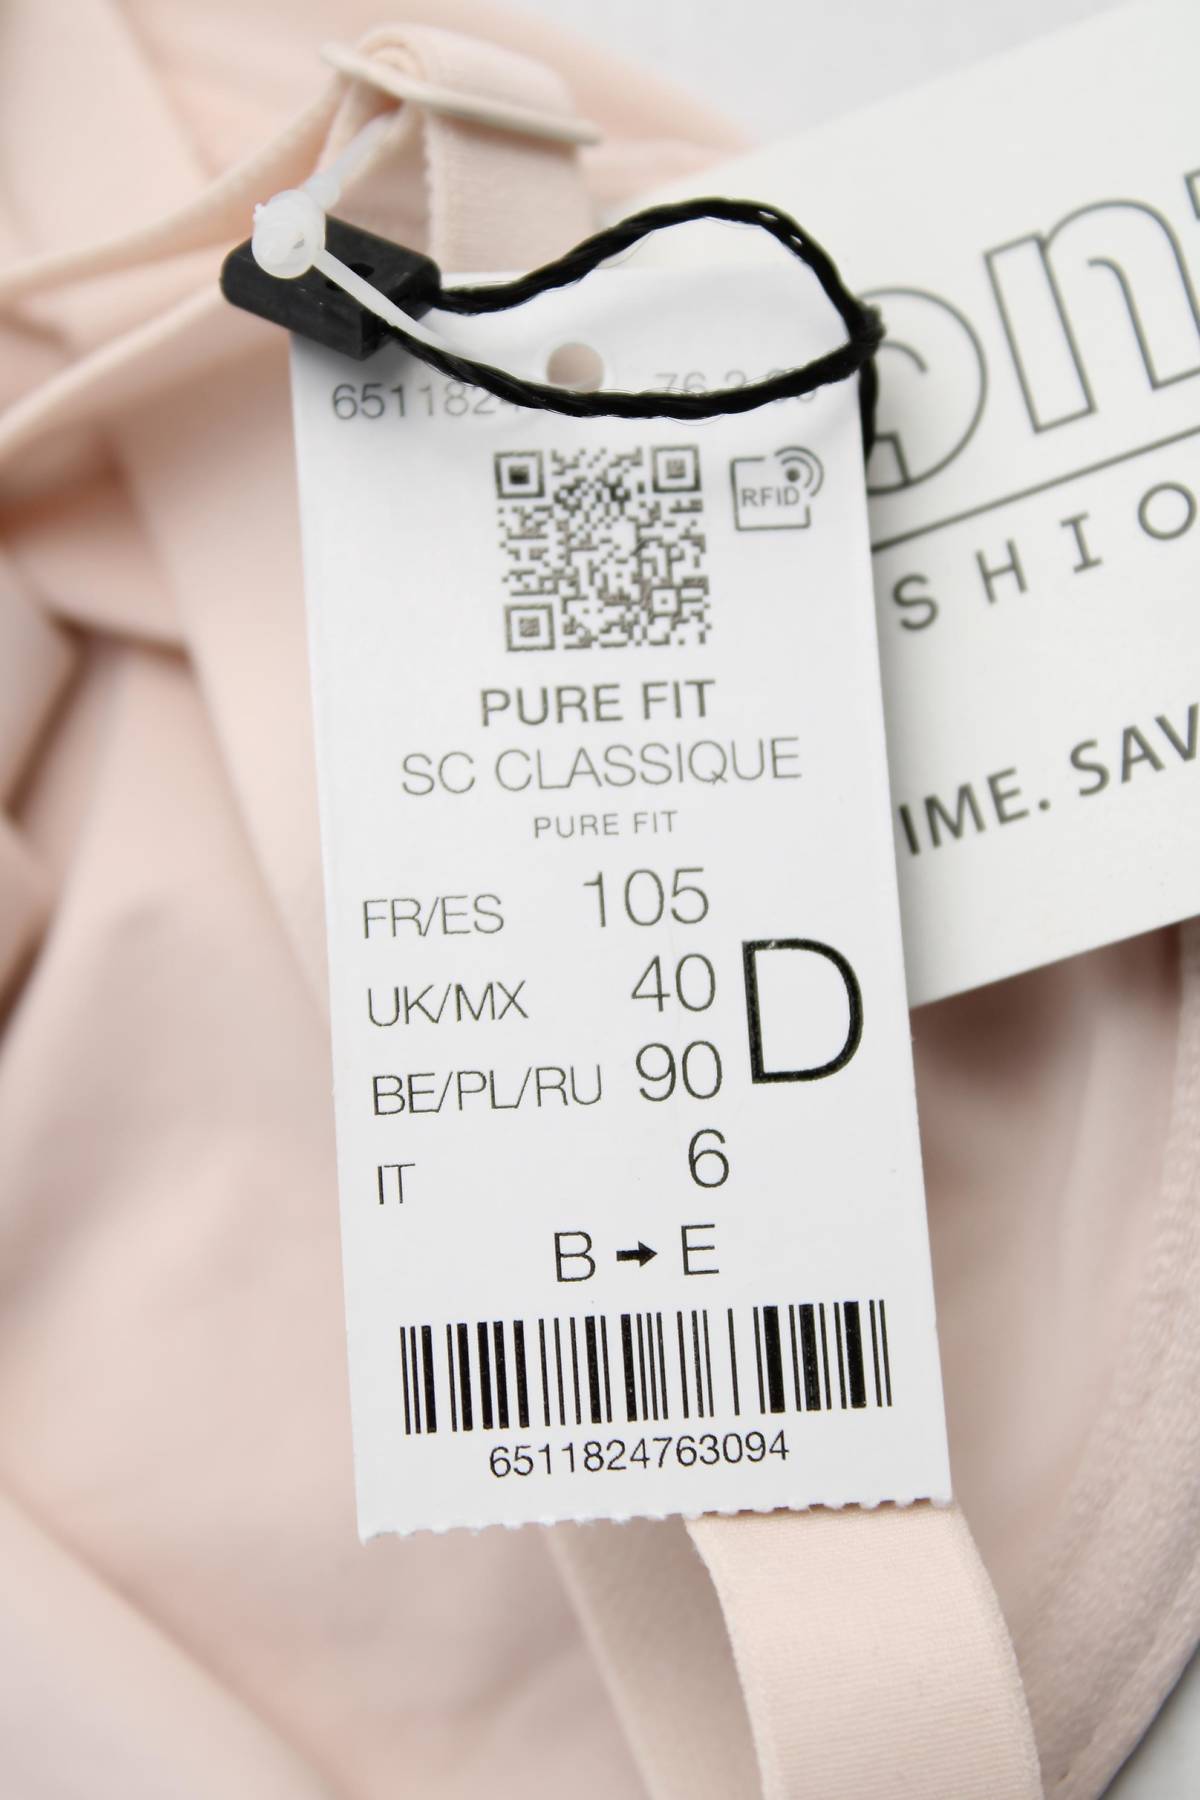 RFID
PURE FIT
SC CLASSIQUE
PURE FIT
FR/ES 105
UK/MX 40 D
BE/PL/RU 90
IT 6
B → E
6511824763094
IME. SAV